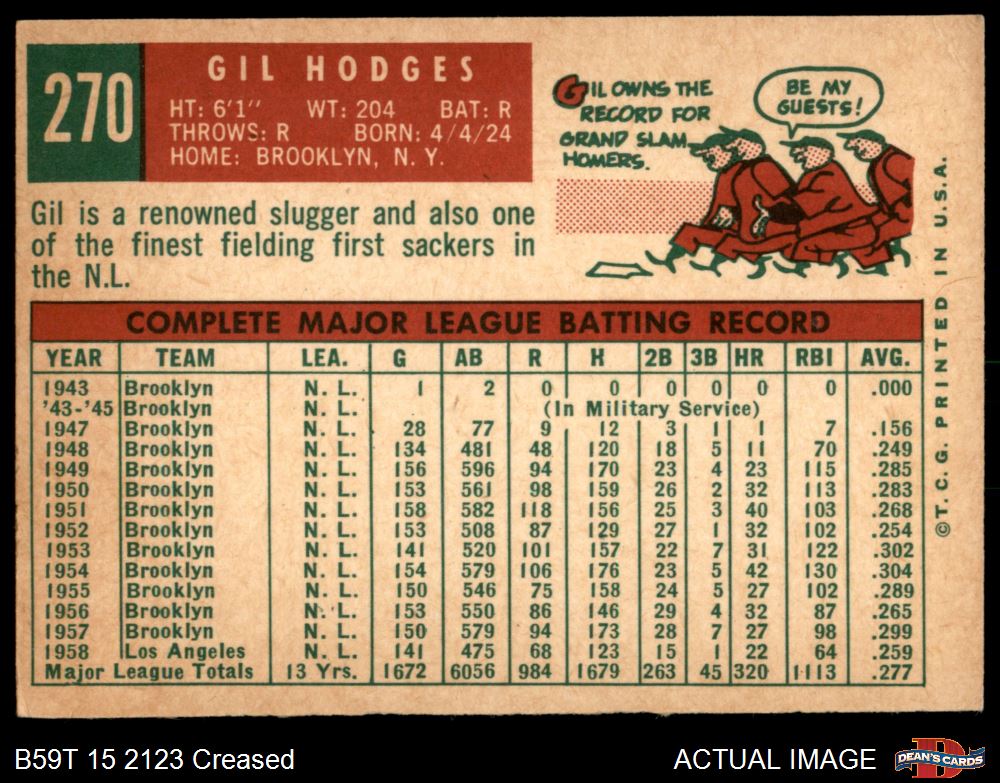 270
GIL HODGES
HT: 6'1" WT: 204 BAT: R
THROWS: R BORN: 4/4/24
HOME: BROOKLYN, N. Y.
GIL OWNS THE
RECORD FOR
GRAND SLAM
HOMERS.
BE MY
GUESTS!
Gil is a renowned slugger and also one
of the finest fielding first sackers in
the N.L.
COMPLETE MAJOR LEAGUE BATTING RECORD
YEAR TEAM LEA. G AB R H 2B 3B HR RBI AVG.
1943 Brooklyn N. L. 1 2 0 0 0 0 0 0 .000
'43-'45 Brooklyn N. L. (In Military Service)
1947 Brooklyn N. L. 28 77 9 12 3 1 1 7 .156
1948 Brooklyn N. L. 134 481 48 120 18 5 11 70 .249
1949 Brooklyn N. L. 156 596 94 170 23 4 23 115 .285
1950 Brooklyn N. L. 153 561 98 159 26 2 32 113 .283
1951 Brooklyn N. L. 158 582 118 156 25 3 40 103 .268
1952 Brooklyn N. L. 153 508 87 129 27 1 32 102 .254
1953 Brooklyn N. L. 141 520 101 157 22 7 31 122 .302
1954 Brooklyn N. L. 154 579 106 176 23 5 42 130 .304
1955 Brooklyn N. L. 150 546 75 158 24 5 27 102 .289
1956 Brooklyn N. L. 153 550 86 146 29 4 32 87 .265
1957 Brooklyn N. L. 150 579 94 173 28 7 27 98 .299
1958 Los Angeles N. L. 141 475 68 123 15 1 22 64 .259
Major League Totals 13 Yrs. 1672 6056 984 1679 263 45 320 1113 .277
©T. C. G. PRINTED IN U.S.A.
B59T 15 2123 Creased
ACTUAL IMAGE
D
DEAN'S CARDS